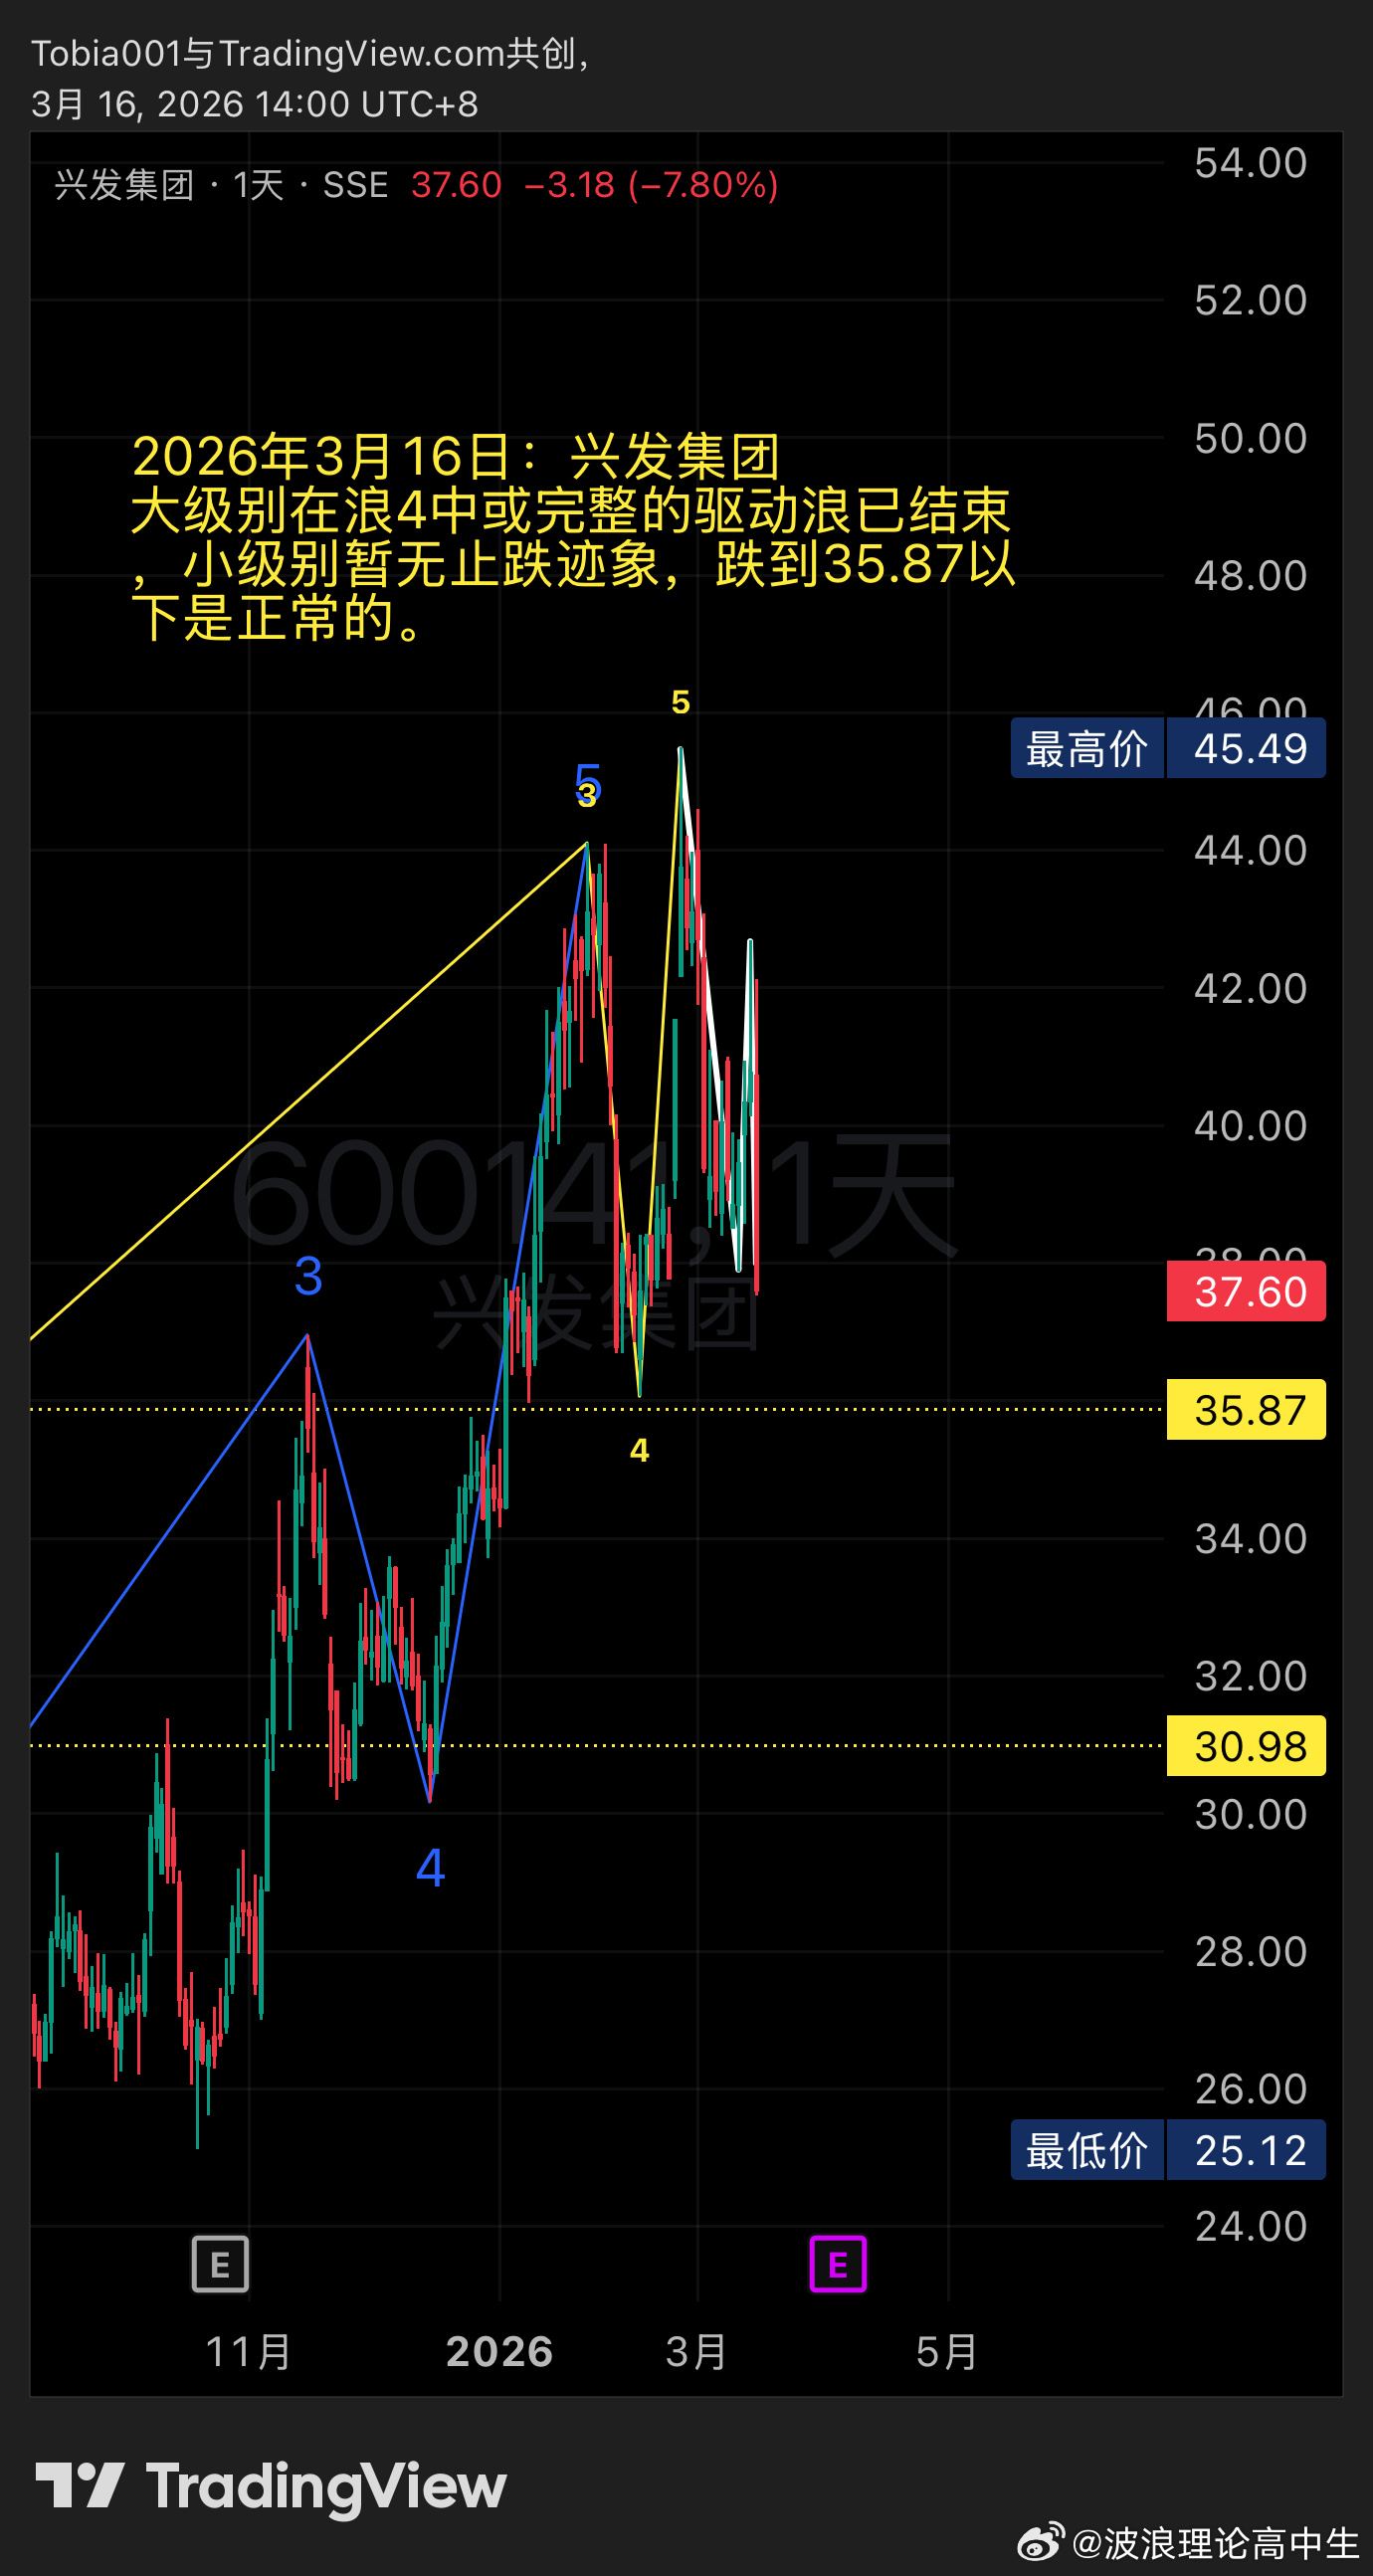 Tobia001与TradingView.com共创,
3月 16, 2026 14:00 UTC+8
兴发集团 · 1天 · SSE 37.60 −3.18 (−7.80%)
54.00
52.00
50.00
2026年3月16日：兴发集团
大级别在浪4中或完整的驱动浪已结束
，小级别暂无止跌迹象，跌到35.87以
下是正常的。
48.00
46.00
5
最高价 45.49
5
3
44.00
42.00
40.00
600141, 1天
兴发集团
38.00
3
37.60
35.87
4
34.00
32.00
30.98
30.00
4
28.00
26.00
最低价 25.12
24.00
E E
11月 2026 3月 5月
TradingView
@波浪理论高中生